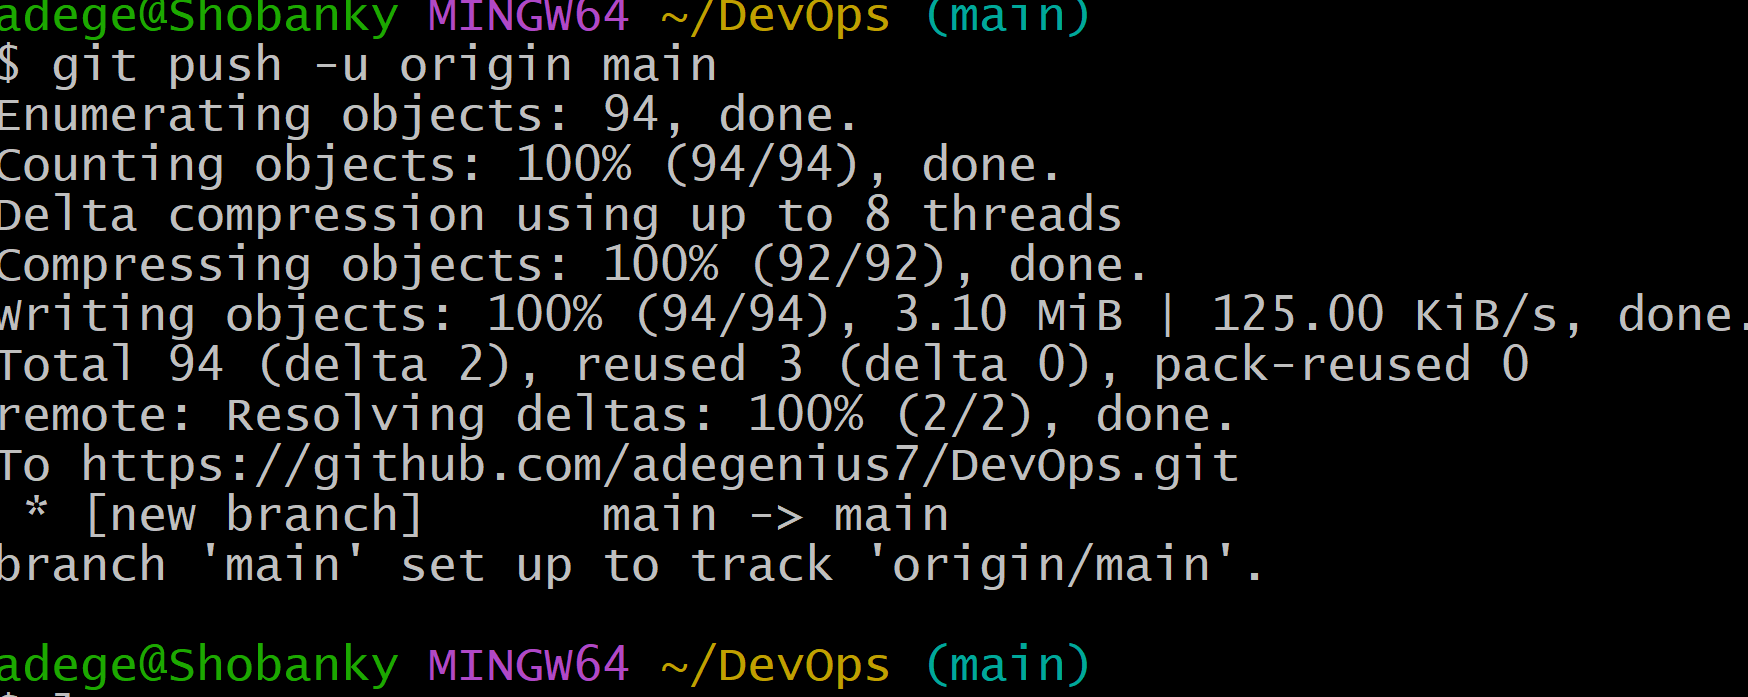 adege@Shobanky MINGW64 ~/DevOps (main)
$ git push -u origin main
Enumerating objects: 94, done.
Counting objects: 100% (94/94), done.
Delta compression using up to 8 threads
Compressing objects: 100% (92/92), done.
Writing objects: 100% (94/94), 3.10 MiB | 125.00 KiB/s, done.
Total 94 (delta 2), reused 3 (delta 0), pack-reused 0
remote: Resolving deltas: 100% (2/2), done.
To https://github.com/adegenius7/DevOps.git
 * [new branch]      main -> main
branch 'main' set up to track 'origin/main'.
adege@Shobanky MINGW64 ~/DevOps (main)